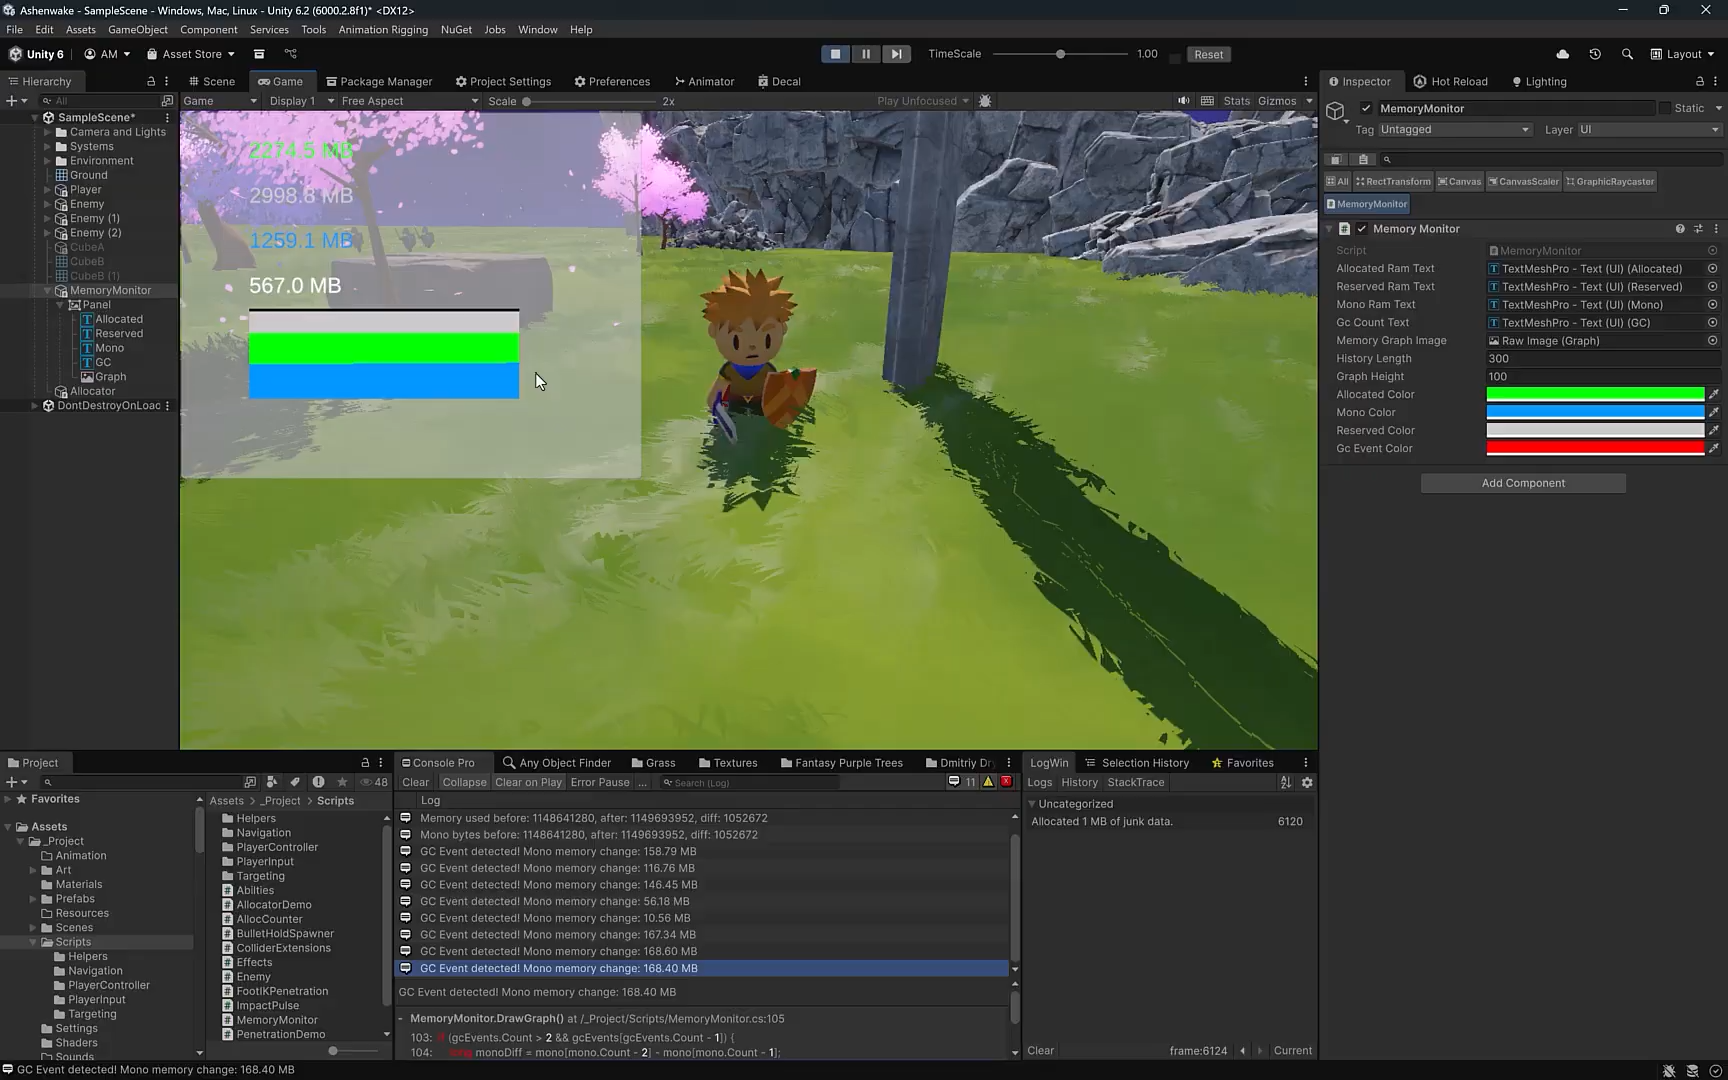 Ashenwake - SampleScene - Windows, Mac, Linux - Unity 6.2 (6000.2.8f1)* <DX12>
File Edit Assets GameObject Component Services Tools Animation Rigging NuGet Jobs Window Help
Unity 6 AM Asset Store TimeScale 1.00 Reset Layout
Hierarchy Scene Game Package Manager Project Settings Preferences Animator Decal Inspector Hot Reload Lighting
All Game Display 1 Free Aspect Scale 2x Play Unfocused Stats Gizmos
MemoryMonitor Static
Tag Untagged Layer UI
All RectTransform Canvas CanvasScaler GraphicRaycaster
MemoryMonitor
Memory Monitor
Script MemoryMonitor
Allocated Ram Text TextMeshPro - Text (UI) (Allocated)
Reserved Ram Text TextMeshPro - Text (UI) (Reserved)
Mono Ram Text TextMeshPro - Text (UI) (Mono)
Gc Count Text TextMeshPro - Text (UI) (GC)
Memory Graph Image Raw Image (Graph)
History Length 300
Graph Height 100
Allocated Color
Mono Color
Reserved Color
Gc Event Color
Add Component
SampleScene*
Camera and Lights
Systems
Environment
Ground
Player
Enemy
Enemy (1)
Enemy (2)
CubeA
CubeB
CubeB (1)
MemoryMonitor
Panel
Allocated
Reserved
Mono
GC
Graph
Allocator
DontDestroyOnLoad
2274.5 MB
2998.8 MB
1259.1 MB
567.0 MB
Project
48
Favorites
Assets
_Project
Animation
Art
Materials
Prefabs
Resources
Scenes
Scripts
Helpers
Navigation
PlayerController
PlayerInput
Targeting
Settings
Shaders
Sounds
Assets > _Project > Scripts
Helpers
Navigation
PlayerController
PlayerInput
Targeting
Abilties
AllocatorDemo
AllocCounter
BulletHoldSpawner
ColliderExtensions
Effects
Enemy
FootIKPenetration
ImpactPulse
MemoryMonitor
PenetrationDemo
Console Pro Any Object Finder Grass Textures Fantasy Purple Trees Dmitriy Dr
Clear Collapse Clear on Play Error Pause ... Search (Log) 11
Log
Memory used before: 1148641280, after: 1149693952, diff: 1052672
Mono bytes before: 1148641280, after: 1149693952, diff: 1052672
GC Event detected! Mono memory change: 158.79 MB
GC Event detected! Mono memory change: 116.76 MB
GC Event detected! Mono memory change: 146.45 MB
GC Event detected! Mono memory change: 56.18 MB
GC Event detected! Mono memory change: 10.56 MB
GC Event detected! Mono memory change: 167.34 MB
GC Event detected! Mono memory change: 168.60 MB
GC Event detected! Mono memory change: 168.40 MB
GC Event detected! Mono memory change: 168.40 MB
- MemoryMonitor.DrawGraph() at /_Project/Scripts/MemoryMonitor.cs:105
103: if (gcEvents.Count > 2 && gcEvents[gcEvents.Count - 1]) {
104: long monoDiff = mono[mono.Count - 2] - mono[mono.Count - 1];
LogWin Selection History Favorites
Logs History StackTrace
Uncategorized
Allocated 1 MB of junk data. 6120
Clear frame:6124 Current
GC Event detected! Mono memory change: 168.40 MB